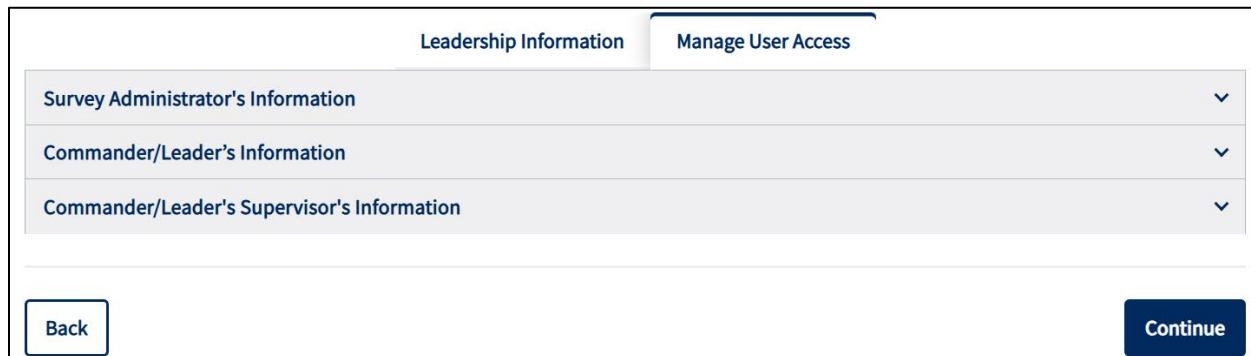 Leadership Information Manage User Access
Survey Administrator's Information
Commander/Leader’s Information
Commander/Leader's Supervisor's Information
Back Continue